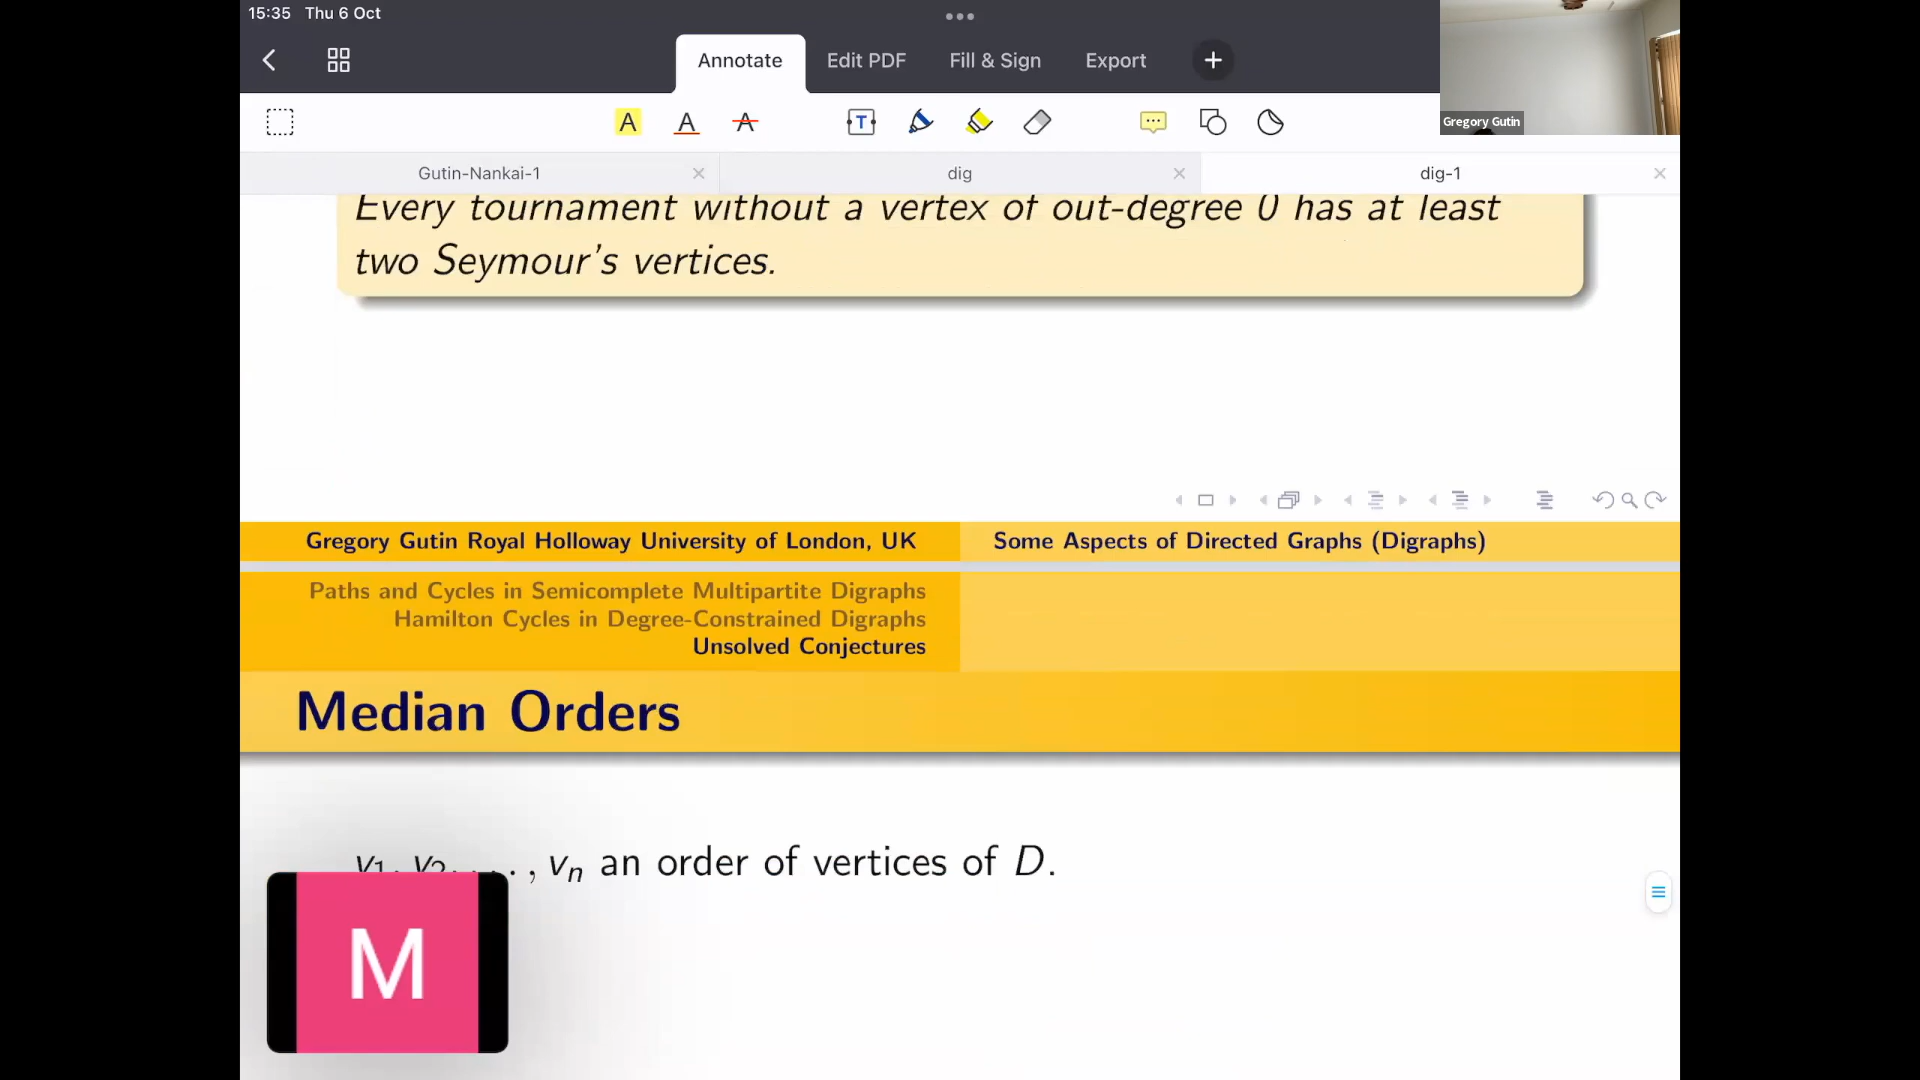 15:35 Thu 6 Oct
Annotate Edit PDF Fill & Sign Export
Gregory Gutin
A A A T
Gutin-Nankai-1 dig dig-1
Every tournament without a vertex of out-degree 0 has at least
two Seymour's vertices.
Gregory Gutin Royal Holloway University of London, UK Some Aspects of Directed Graphs (Digraphs)
Paths and Cycles in Semicomplete Multipartite Digraphs
Hamilton Cycles in Degree-Constrained Digraphs
Unsolved Conjectures
Median Orders
v₁, v₂, . . . , vₙ an order of vertices of D.
M